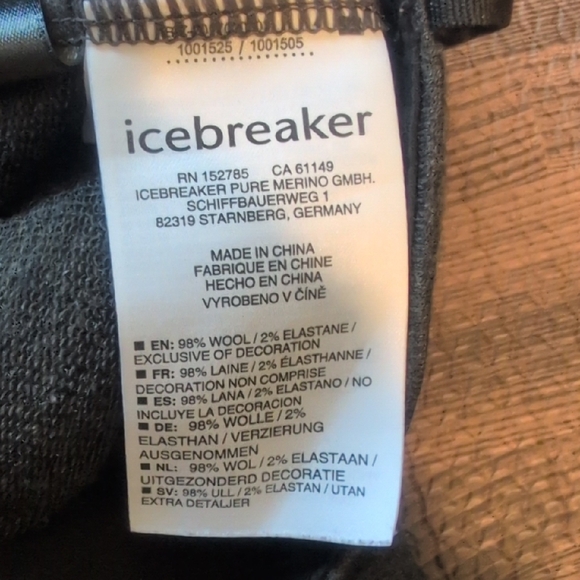 1001525 / 1001505
icebreaker
RN 152785 CA 61149
ICEBREAKER PURE MERINO GMBH.
SCHIFFBAUERWEG 1
82319 STARNBERG, GERMANY
MADE IN CHINA
FABRIQUE EN CHINE
HECHO EN CHINA
VYROBENO V ČÍNĚ
■ EN: 98% WOOL / 2% ELASTANE /
EXCLUSIVE OF DECORATION
■ FR: 98% LAINE / 2% ÉLASTHANNE /
DECORATION NON COMPRISE
■ ES: 98% LANA / 2% ELASTANO / NO
INCLUYE LA DECORACION
■ DE: 98% WOLLE / 2%
ELASTHAN / VERZIERUNG
AUSGENOMMEN
■ NL: 98% WOL / 2% ELASTAAN /
UITGEZONDERD DECORATIE
■ SV: 98% ULL / 2% ELASTAN / UTAN
EXTRA DETALJER